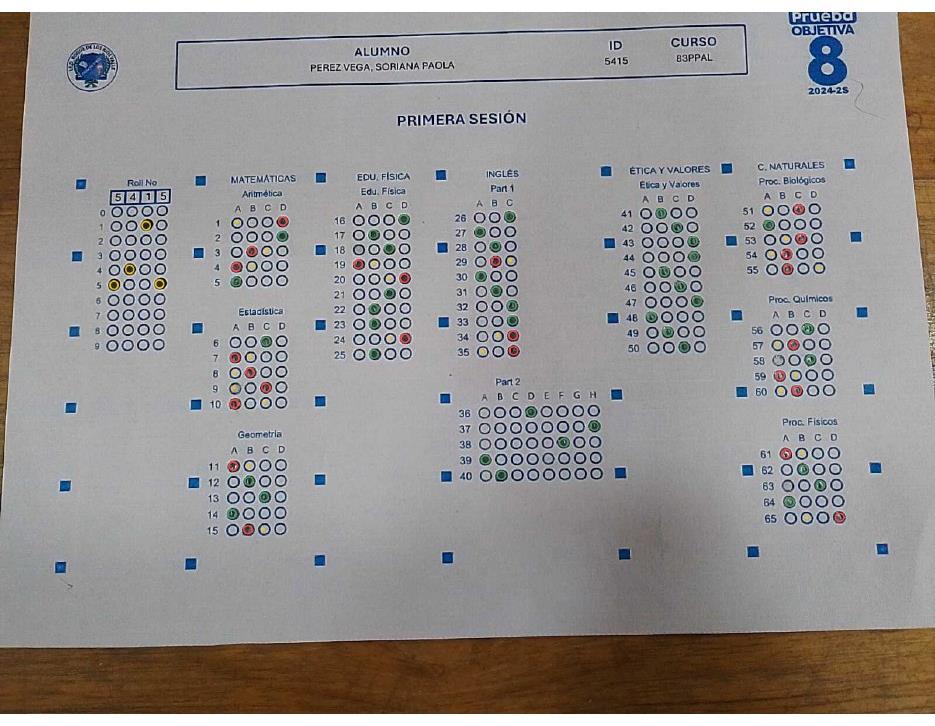 Prueba
OBJETIVA
8
2024-2S
ALUMNO
PEREZ VEGA, SORIANA PAOLA
ID
5415
CURSO
83PPAL
PRIMERA SESIÓN
Roll No
5 4 1 5
0
1
2
3
4
5
6
7
8
9
MATEMÁTICAS
Aritmética
A B C D
1
2
3
4
5
Estadística
A B C D
6
7
8
9
10
Geometría
A B C D
11
12
13
14
15
EDU. FÍSICA
Edu. Física
A B C D
16
17
18
19
20
21
22
23
24
25
INGLÉS
Part 1
A B C
26
27
28
29
30
31
32
33
34
35
Part 2
A B C D E F G H
36
37
38
39
40
ÉTICA Y VALORES
Ética y Valores
A B C D
41
42
43
44
45
46
47
48
49
50
C. NATURALES
Proc. Biológicos
A B C D
51
52
53
54
55
Proc. Químicos
A B C D
56
57
58
59
60
Proc. Físicos
A B C D
61
62
63
64
65